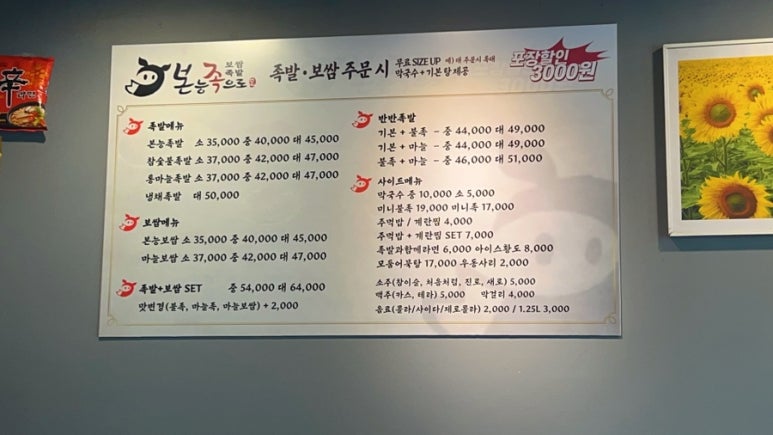 辛
본능족으로
보쌈
족발
족발·보쌈 주문 시
무료 SIZE UP
막국수+기본탕 제공
포장할인
3000원
족발메뉴
본능족발 소 35,000 중 40,000 대 45,000
참숯불족발 소 37,000 중 42,000 대 47,000
통마늘족발 소 37,000 중 42,000 대 47,000
냉채족발 대 50,000
보쌈메뉴
본능보쌈 소 35,000 중 40,000 대 45,000
마늘보쌈 소 37,000 중 42,000 대 47,000
족발+보쌈 SET 중 54,000 대 64,000
맛변경(불족, 마늘족, 마늘보쌈) + 2,000
반반족발
기본 + 불족 - 중 44,000 대 49,000
기본 + 마늘 - 중 44,000 대 49,000
불족 + 마늘 - 중 46,000 대 51,000
사이드메뉴
막국수 중 10,000 소 5,000
미니불족 19,000 미니족 17,000
주먹밥 / 계란찜 4,000
주먹밥 + 계란찜 SET 7,000
족발과함께라면 6,000 아이스황도 8,000
모둠어묵탕 17,000 우동사리 2,000
소주(참이슬, 처음처럼, 진로, 새로) 5,000
맥주(카스, 테라) 5,000 막걸리 4,000
음료(콜라/사이다/제로콜라) 2,000 / 1.25L 3,000